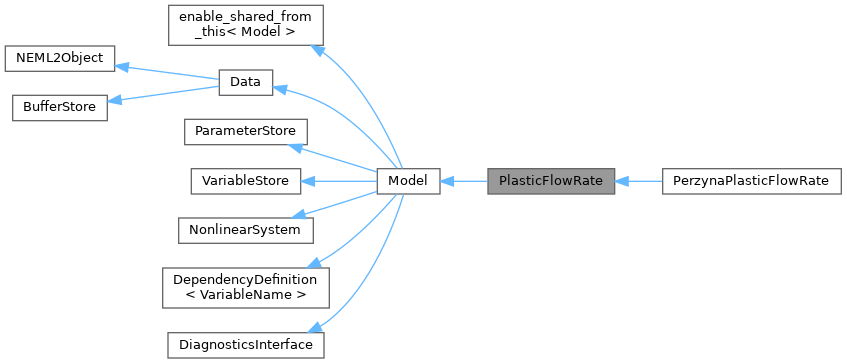 enable_shared_from
_this< Model >
NEML2Object
Data
BufferStore
ParameterStore
VariableStore
Model
PlasticFlowRate
PerzynaPlasticFlowRate
NonlinearSystem
DependencyDefinition
< VariableName >
DiagnosticsInterface